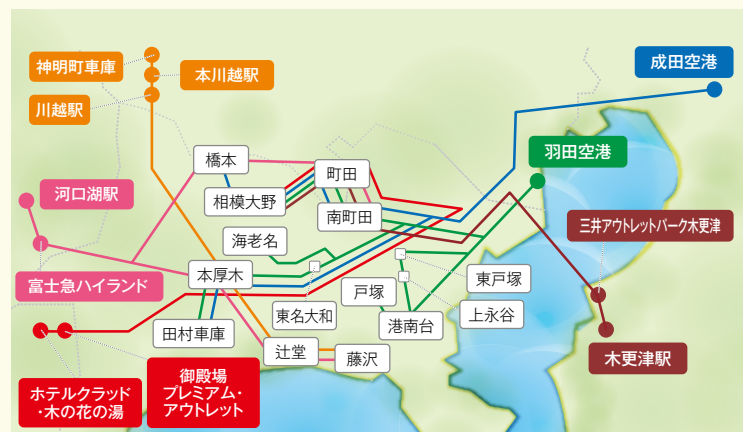 神明町車庫
本川越駅
川越駅
成田空港
羽田空港
橋本
町田
河口湖駅
相模大野
南町田
三井アウトレットパーク木更津
海老名
富士急ハイランド
本厚木
東戸塚
戸塚
東名大和
上永谷
田村車庫
港南台
辻堂
藤沢
木更津駅
ホテルクラッド
・木の花の湯
御殿場
プレミアム・
アウトレット